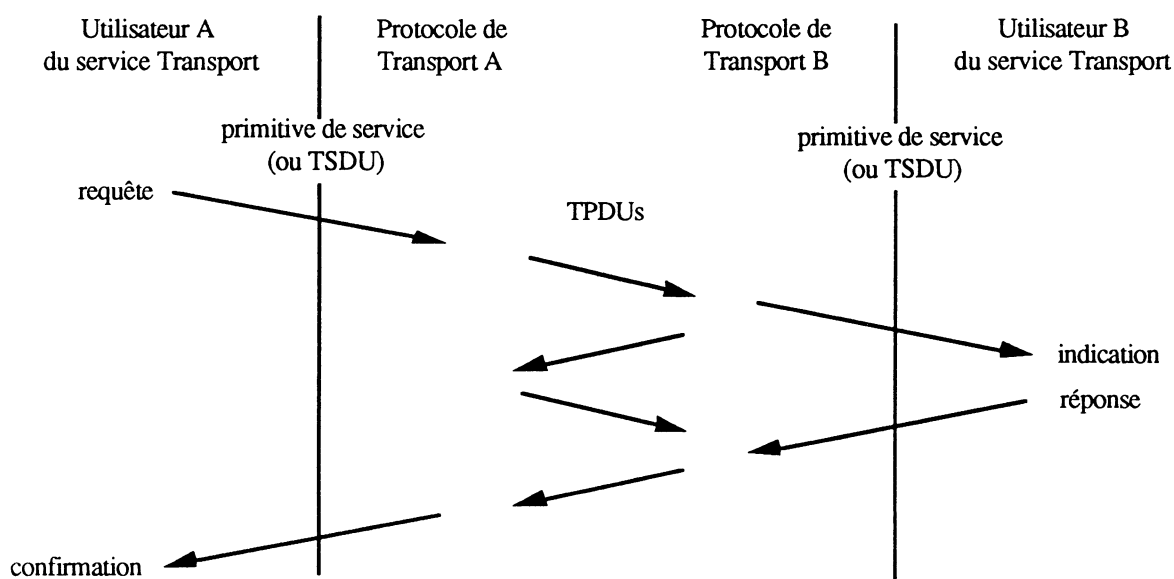 Utilisateur A
du service Transport
Protocole de
Transport A
Protocole de
Transport B
Utilisateur B
du service Transport
primitive de service
(ou TSDU)
primitive de service
(ou TSDU)
requête
TPDUs
indication
réponse
confirmation